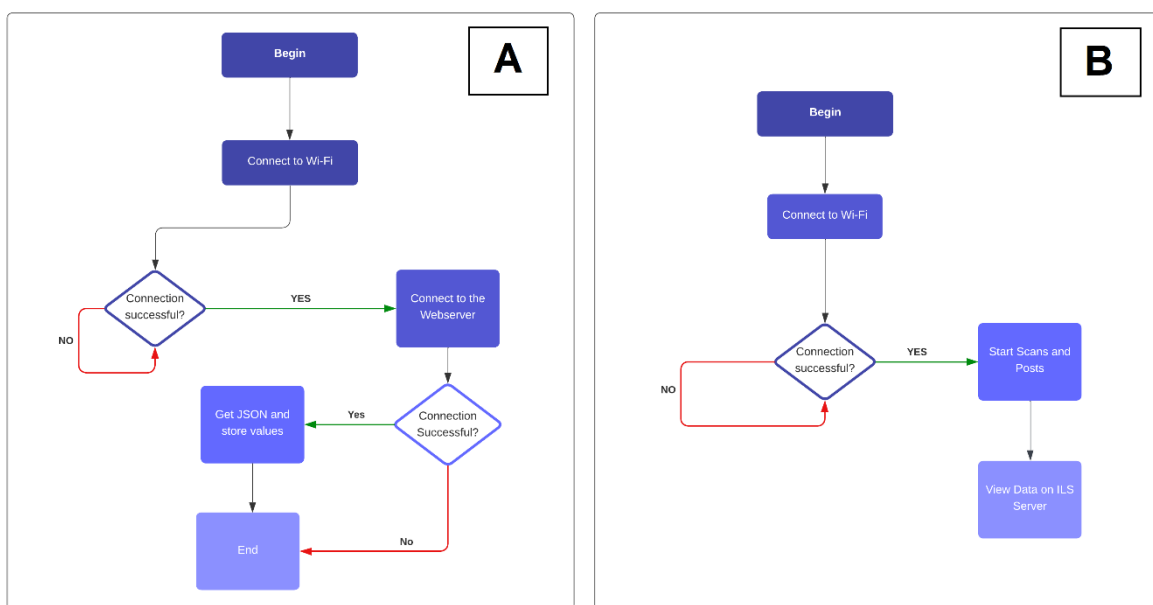 A
Begin
Connect to Wi-Fi
Connection
successful?
YES
NO
Connect to the
Webserver
Connection
Successful?
Yes
Get JSON and
store values
No
End
B
Begin
Connect to Wi-Fi
Connection
successful?
YES
NO
Start Scans and
Posts
View Data on ILS
Server